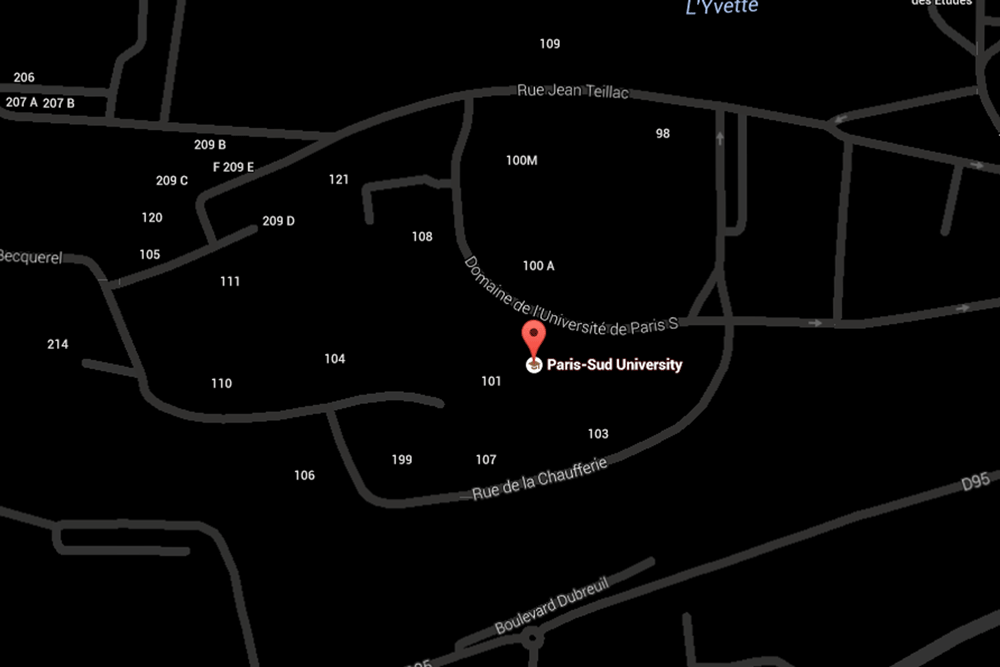 L'Yvette
des Études
109
206
Rue Jean Teillac
207 A 207 B
98
209 B
100M
F 209 E
121
209 C
120
209 D
108
105
Becquerel
100 A
111
Domaine de l'Université de Paris S
214
104
Paris-Sud University
110
101
103
199
107
106
Rue de la Chaufferie
D95
Boulevard Dubreuil